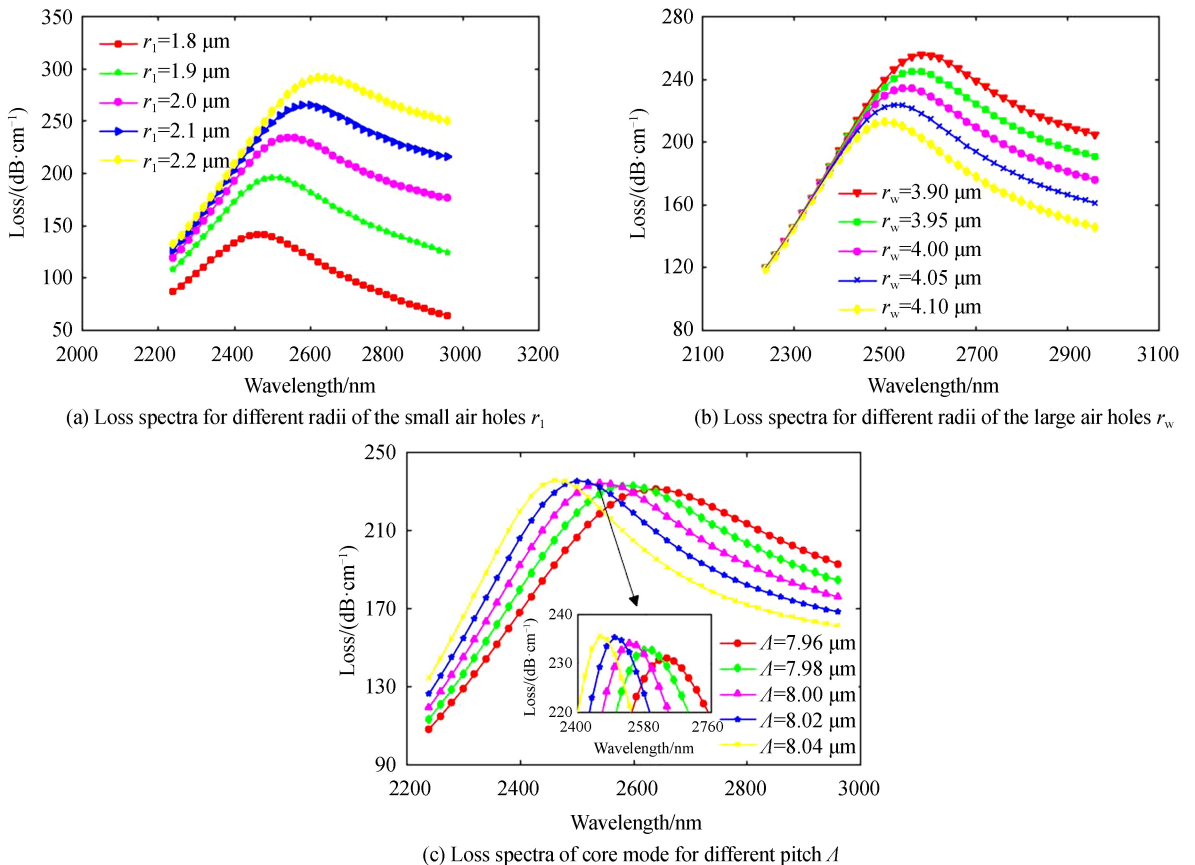 350
300
250
200
150
100
50
Loss/(dB·cm⁻¹)
r₁=1.8 μm
r₁=1.9 μm
r₁=2.0 μm
r₁=2.1 μm
r₁=2.2 μm
2000 2200 2400 2600 2800 3000 3200
Wavelength/nm
(a) Loss spectra for different radii of the small air holes r₁
280
240
200
160
120
80
Loss/(dB·cm⁻¹)
r_w=3.90 μm
r_w=3.95 μm
r_w=4.00 μm
r_w=4.05 μm
r_w=4.10 μm
2100 2300 2500 2700 2900 3100
Wavelength/nm
(b) Loss spectra for different radii of the large air holes r_w
250
210
170
130
90
Loss/(dB·cm⁻¹)
240
230
220
Loss/(dB·cm⁻¹)
2400 2580 2760
Wavelength/nm
Λ=7.96 μm
Λ=7.98 μm
Λ=8.00 μm
Λ=8.02 μm
Λ=8.04 μm
2200 2400 2600 2800 3000
Wavelength/nm
(c) Loss spectra of core mode for different pitch Λ